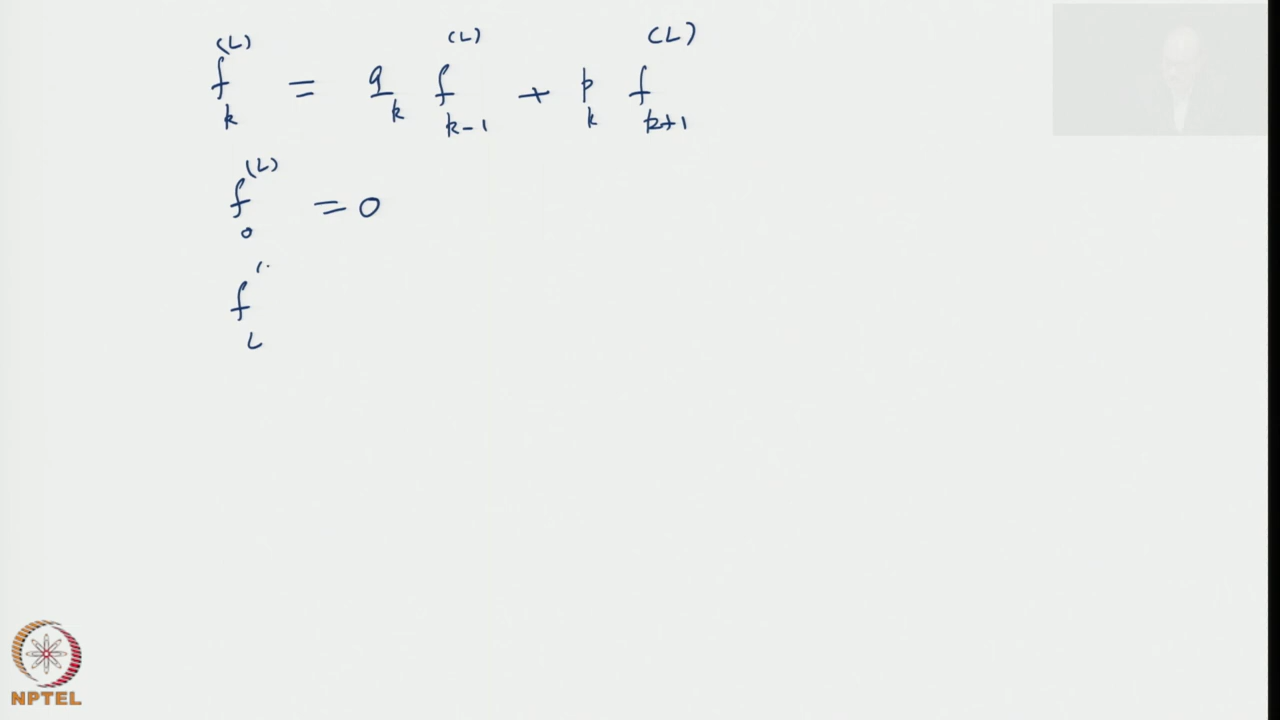 f_k^{(L)} = q_k f_{k-1}^{(L)} + p_k f_{k+1}^{(L)}
f_0^{(L)} = 0
f_L
NPTEL